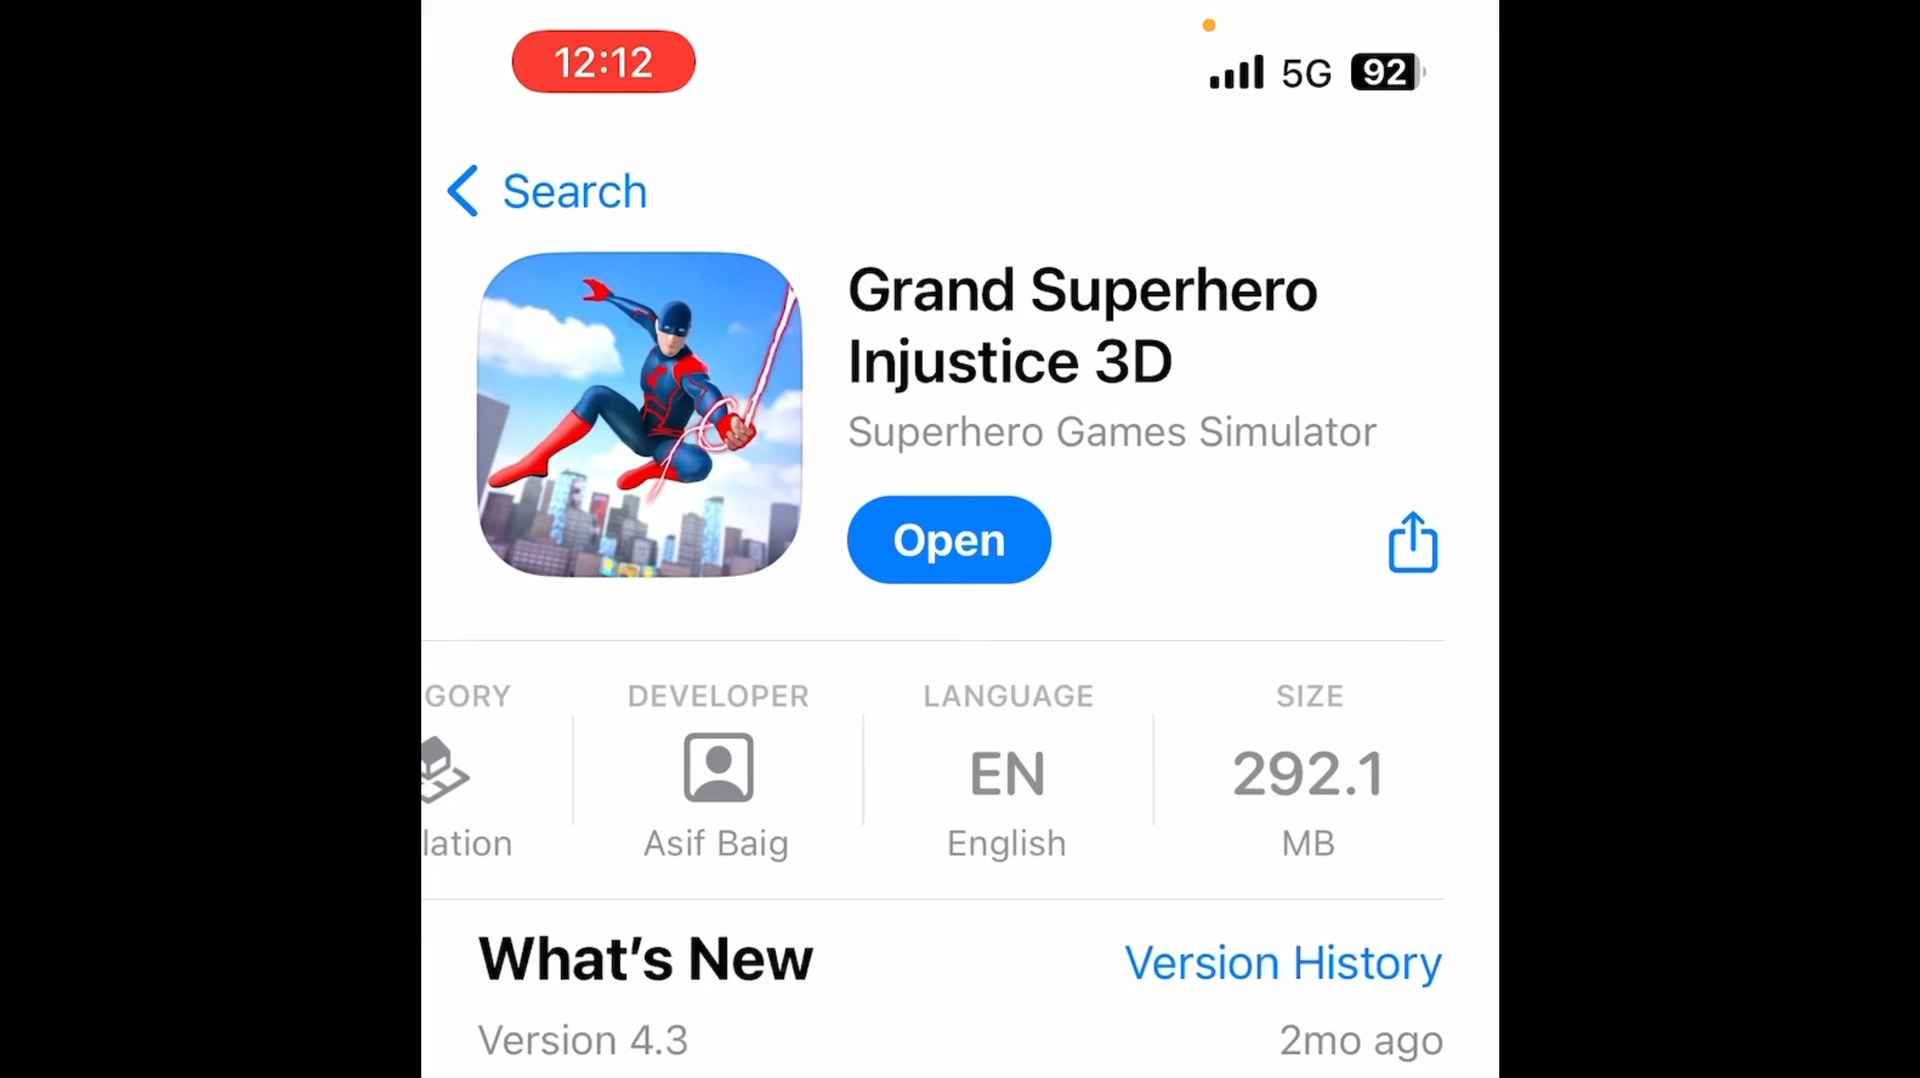 12:12
5G 92
Search
Grand Superhero
Injustice 3D
Superhero Games Simulator
Open
GORY
DEVELOPER
LANGUAGE
SIZE
EN
292.1
lation
Asif Baig
English
MB
What's New
Version History
Version 4.3
2mo ago